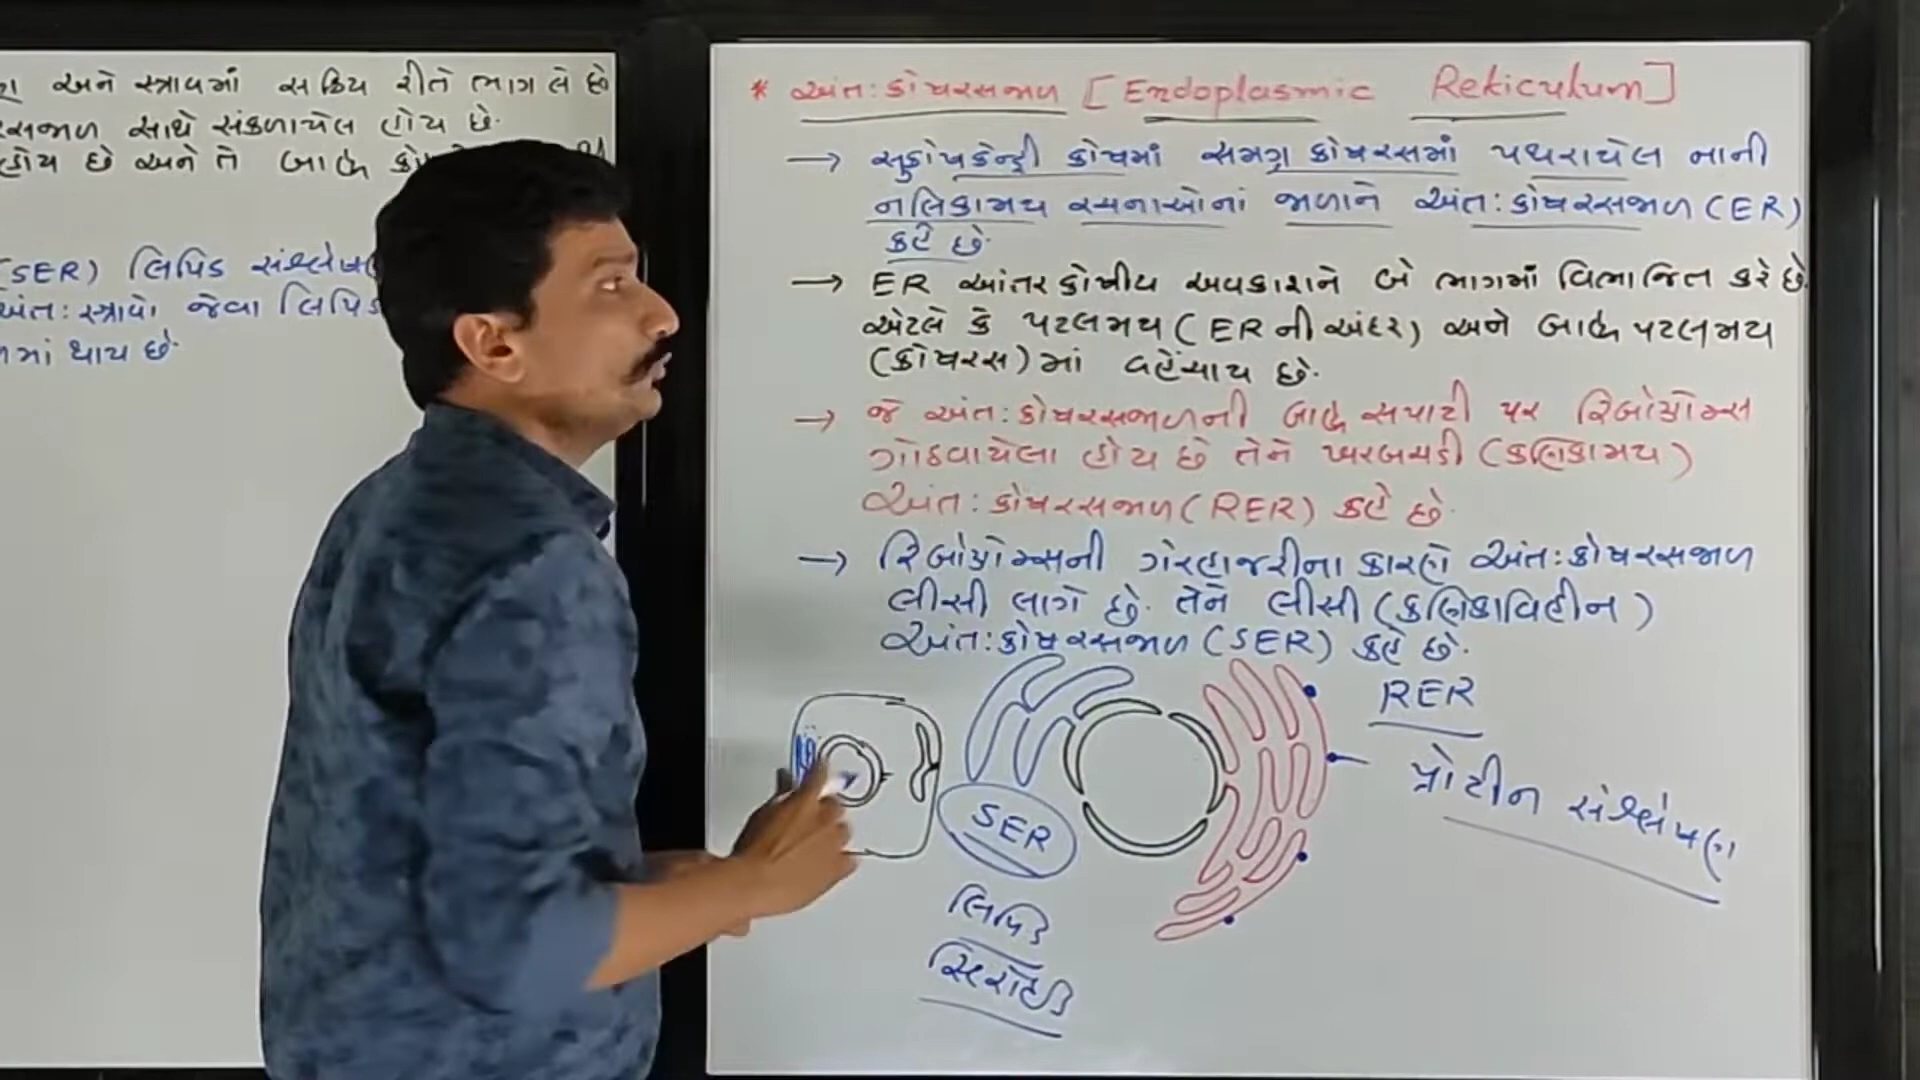 અને સ્ત્રાવમાં સક્રિય રીતે ભાગ લે છે
સાથે સંકળાયેલ હોય છે.
હોય છે અને તે બાહ્ય
(SER) લિપિડ
અંત:સ્ત્રાવો જેવા લિપિડ
માં થાય છે.
* અંત:કોષરસજાળ [Endoplasmic Reticulum]
→ સુકોષકેન્દ્રી કોષમાં સમગ્ર કોષરસમાં પથરાયેલ નાની
નલિકામય રચનાઓનાં જાળાને અંત:કોષરસજાળ (ER)
કહે છે.
→ ER આંતરકોષીય અવકાશને બે ભાગમાં વિભાજિત કરે છે.
એટલે કે પટલમય (ER ની અંદર) અને બાહ્ય પટલમય
(કોષરસ) માં વહેંચાય છે.
→ જે અંત:કોષરસજાળની બાહ્ય સપાટી પર રિબોઝોમ્સ
ગોઠવાયેલા હોય છે તેને ખરબચડી (કણિકામય)
અંત:કોષરસજાળ (RER) કહે છે.
→ રિબોઝોમ્સની ગેરહાજરીના કારણે અંત:કોષરસજાળ
લીસી લાગે છે. તેને લીસી (કણિકાવિહીન)
અંત:કોષરસજાળ (SER) કહે છે.
RER
પ્રોટીન સંશ્લેષણ
SER
લિપિડ
સ્ટિરોઈડ